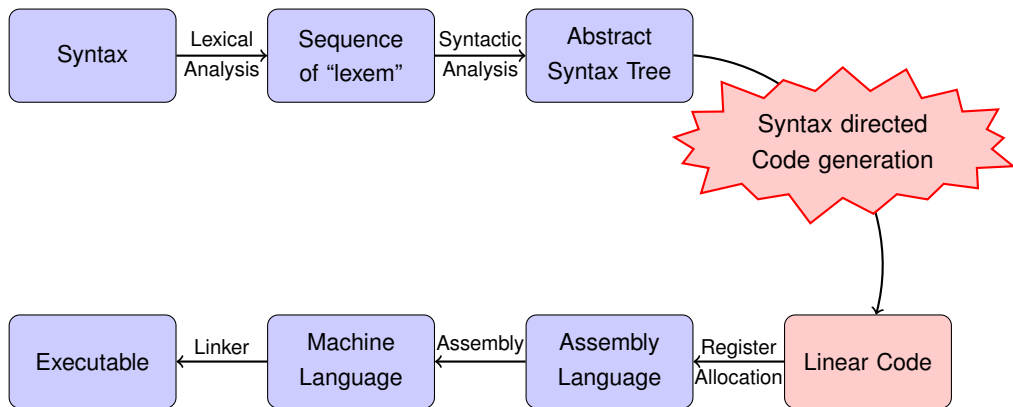 Syntax
Lexical
Analysis
Sequence
of “lexem”
Syntactic
Analysis
Abstract
Syntax Tree
Syntax directed
Code generation
Executable
Linker
Machine
Language
Assembly
Assembly
Language
Register
Allocation
Linear Code